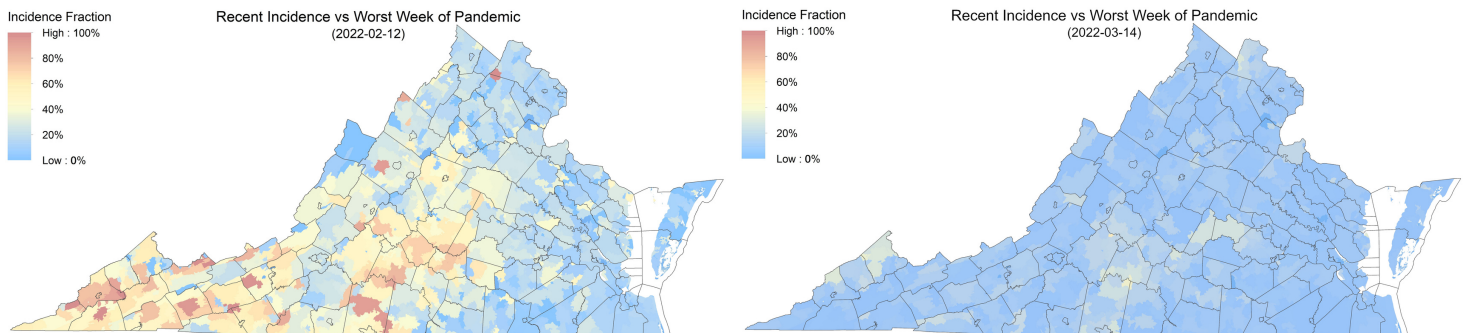 Recent Incidence vs Worst Week of Pandemic
(2022-02-12)
Incidence Fraction
High : 100%
80%
60%
40%
20%
Low : 0%
Recent Incidence vs Worst Week of Pandemic
(2022-03-14)
Incidence Fraction
High : 100%
80%
60%
40%
20%
Low : 0%